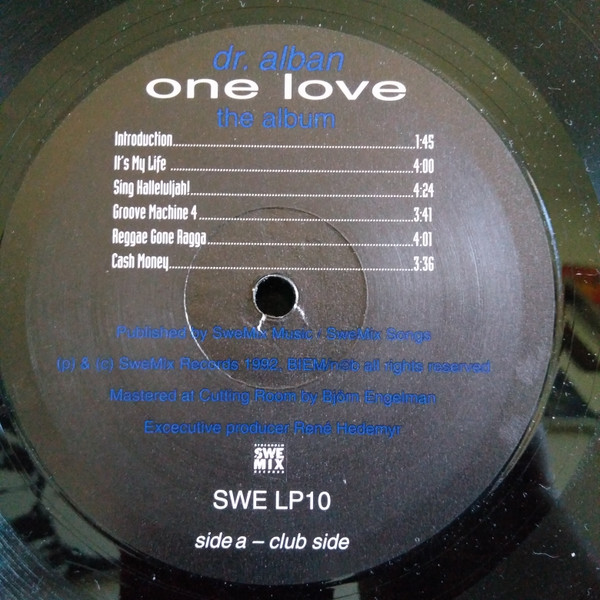 dr. alban
one love
the album
Introduction 1:45
It's My Life 4:00
Sing Halleluljah! 4:24
Groove Machine 4 3:41
Reggae Gone Ragga 4:01
Cash Money 3:36
Published by SweMix Music / SweMix Songs
(p) & (c) SweMix Records 1992, BIEM/ncb all rights reserved
Mastered at Cutting Room by Björn Engelman
Excecutive producer René Hedemyr
STOCKHOLM
SWE
MIX
RECORDS
SWE LP10
side a – club side